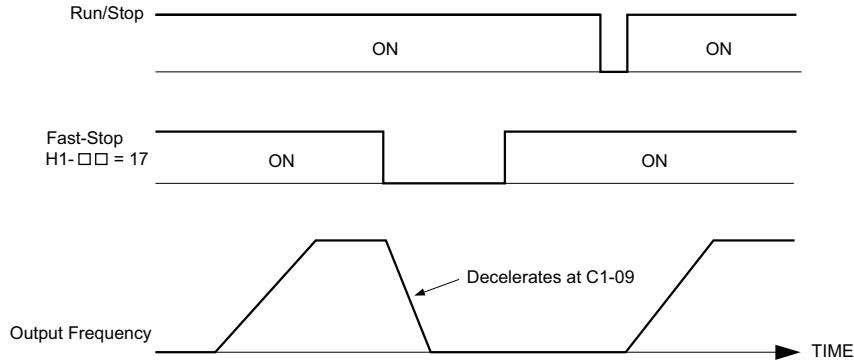 Run/Stop
ON
ON
Fast-Stop
H1- □□ = 17
ON
ON
Decelerates at C1-09
Output Frequency
TIME